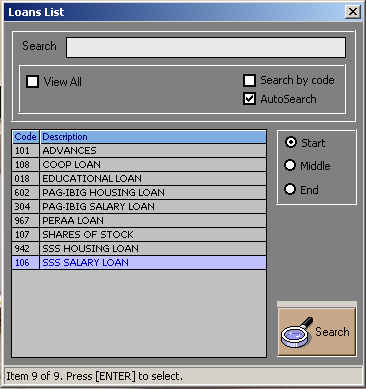 Loans List
Search
View All
Search by code
AutoSearch
Code Description
101 ADVANCES
108 COOP LOAN
018 EDUCATIONAL LOAN
602 PAG-IBIG HOUSING LOAN
304 PAG-IBIG SALARY LOAN
967 PERAA LOAN
107 SHARES OF STOCK
942 SSS HOUSING LOAN
106 SSS SALARY LOAN
Start
Middle
End
Search
Item 9 of 9. Press [ENTER] to select.